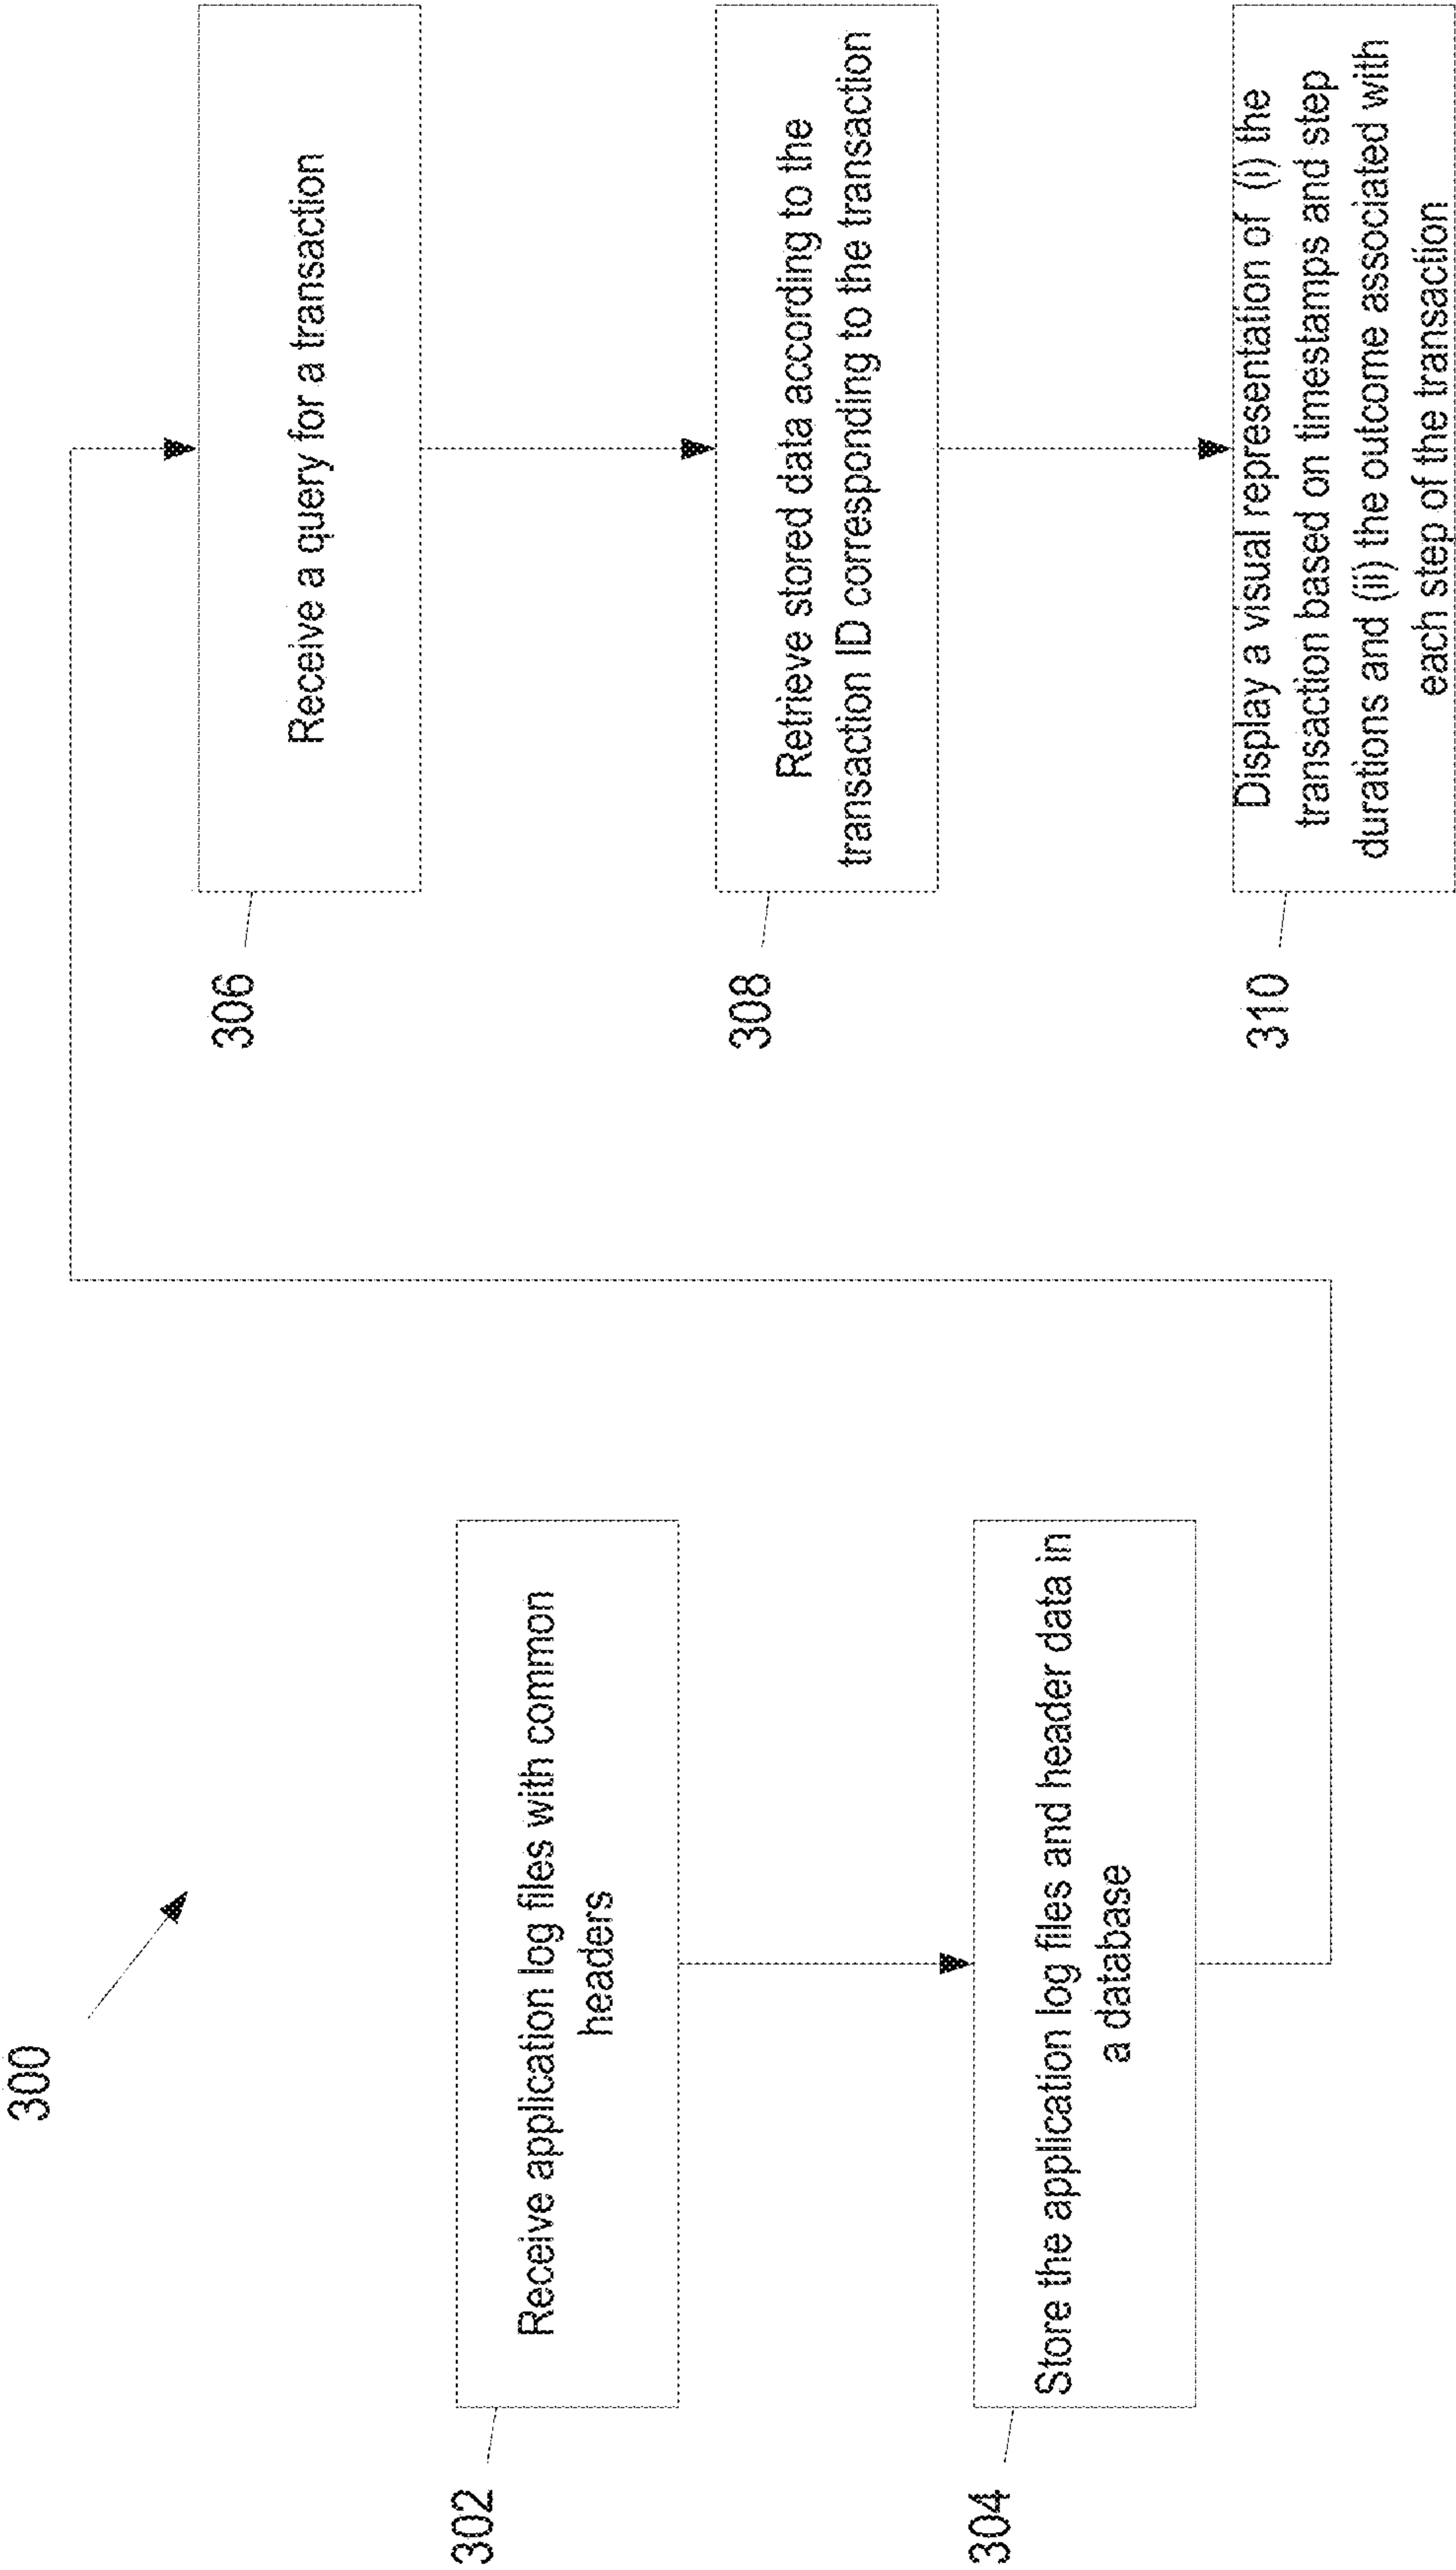 300
302
Receive application log files with common
headers
304
Store the application log files and header data in
a database
306
Receive a query for a transaction
308
Retrieve stored data according to the
transaction ID corresponding to the transaction
310
Display a visual representation of (i) the
transaction based on timestamps and step
durations and (ii) the outcome associated with
each step of the transaction